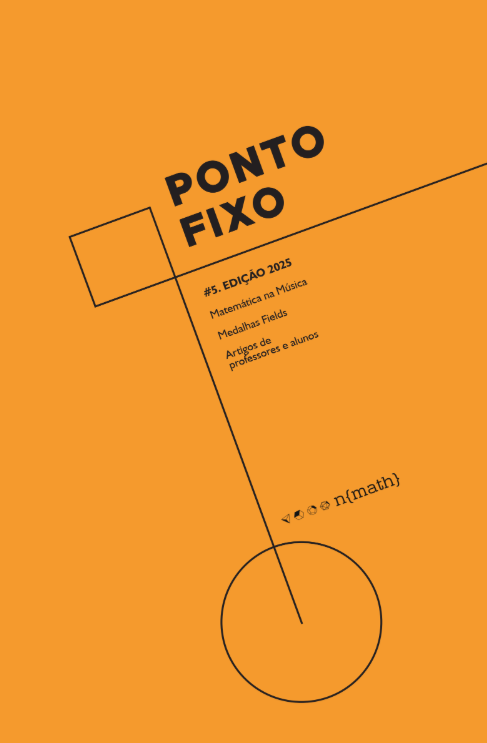 PONTO
FIXO
#5. EDIÇÃO 2025
Matemática na Música
Medalhas Fields
Artigos de
professores e alunos
n{math}